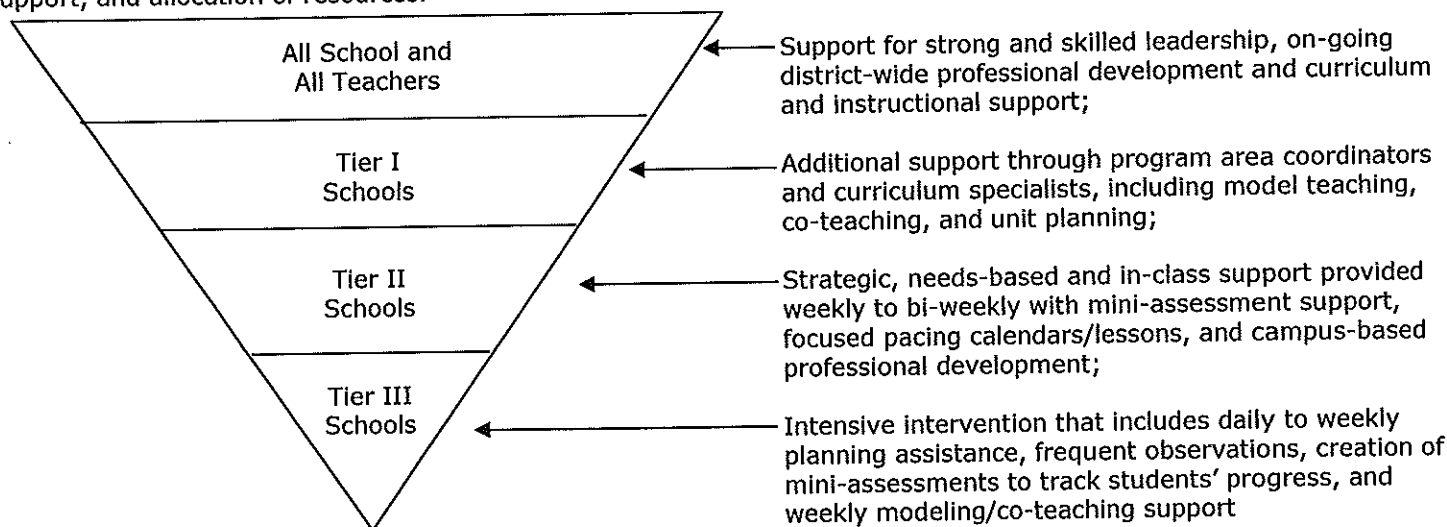 support, and allocation of resources.
All School and
All Teachers
Support for strong and skilled leadership, on-going
district-wide professional development and curriculum
and instructional support;
Tier I
Schools
Additional support through program area coordinators
and curriculum specialists, including model teaching,
co-teaching, and unit planning;
Tier II
Schools
Strategic, needs-based and in-class support provided
weekly to bi-weekly with mini-assessment support,
focused pacing calendars/lessons, and campus-based
professional development;
Tier III
Schools
Intensive intervention that includes daily to weekly
planning assistance, frequent observations, creation of
mini-assessments to track students' progress, and
weekly modeling/co-teaching support